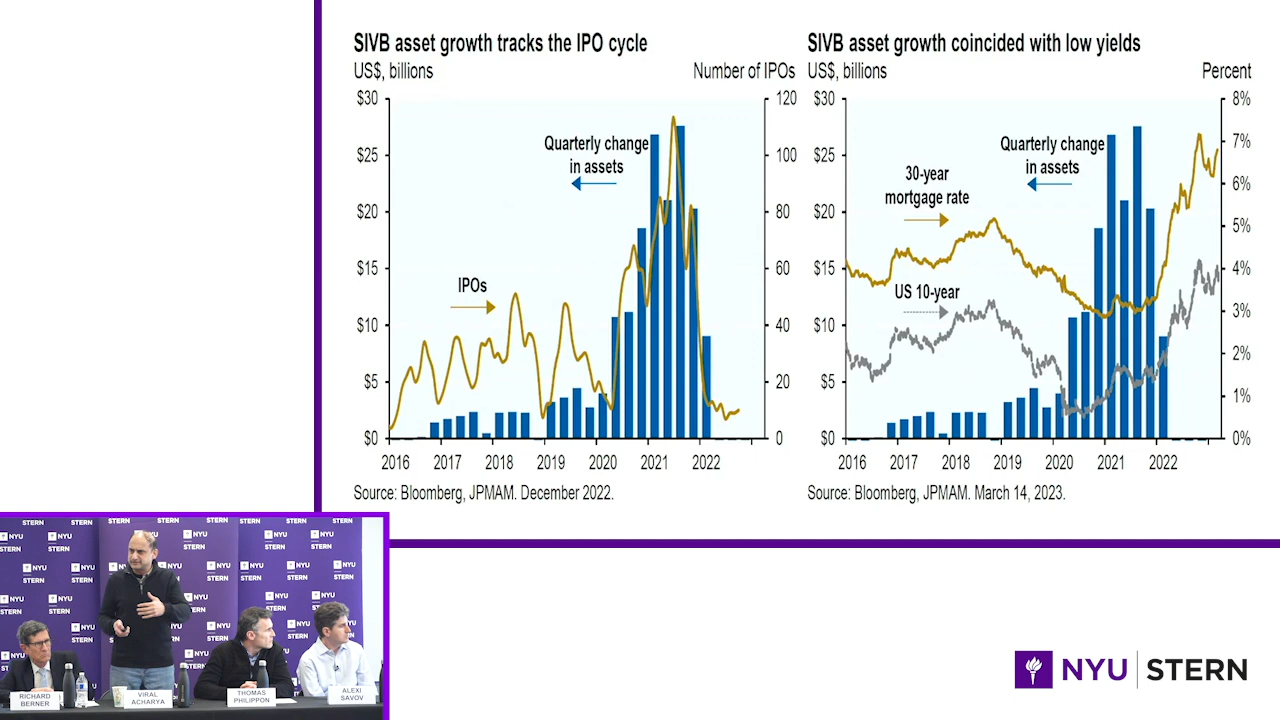 SIVB asset growth tracks the IPO cycle
US$, billions
Number of IPOs
$30
$25
$20
$15
$10
$5
$0
120
100
80
60
40
20
0
Quarterly change
in assets
IPOs
2016 2017 2018 2019 2020 2021 2022
Source: Bloomberg, JPMAM. December 2022.
SIVB asset growth coincided with low yields
US$, billions
Percent
$30
$25
$20
$15
$10
$5
$0
8%
7%
6%
5%
4%
3%
2%
1%
0%
Quarterly change
in assets
30-year
mortgage rate
US 10-year
2016 2017 2018 2019 2020 2021 2022
Source: Bloomberg, JPMAM. March 14, 2023.
NYU STERN
RICHARD
BERNER
VIRAL
ACHARYA
THOMAS
PHILIPPON
ALEXI
SAVOV
NYU STERN